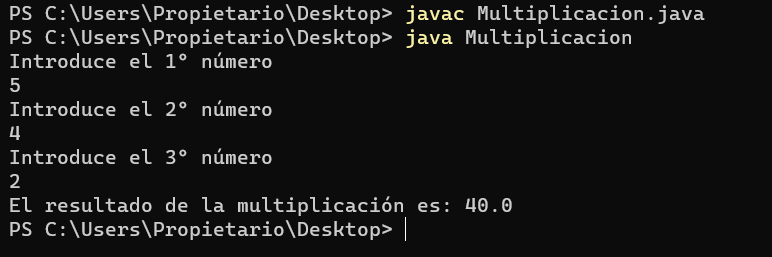 PS C:\Users\Propietario\Desktop> javac Multiplicacion.java
PS C:\Users\Propietario\Desktop> java Multiplicacion
Introduce el 1° número
5
Introduce el 2° número
4
Introduce el 3° número
2
El resultado de la multiplicación es: 40.0
PS C:\Users\Propietario\Desktop>